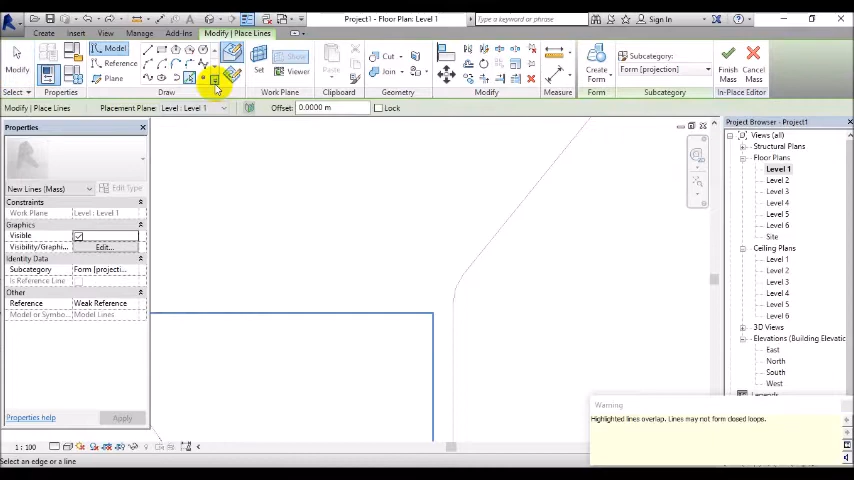 Project1 - Floor Plan: Level 1
Type a keyword or phrase
Sign In
Create
Insert
View
Manage
Add-Ins
Modify | Place Lines
Modify
Model
Reference
Plane
Set
Show
Viewer
Paste
Cut
Join
Create
Form
Subcategory:
Form [projection]
Finish
Mass
Cancel
Mass
Select
Properties
Draw
Work Plane
Clipboard
Geometry
Modify
Measure
Form
Subcategory
In-Place Editor
Modify | Place Lines
Placement Plane:
Level : Level 1
Offset: 0.0000 m
Lock
Properties
New Lines (Mass)
Edit Type
Constraints
Work Plane
Level : Level 1
Graphics
Visible
Visibility/Graphi...
Edit...
Identity Data
Subcategory
Form [projecti...
Is Reference Line
Other
Reference
Weak Reference
Model or Symbo...
Model Lines
Properties help
Apply
Project Browser - Project1
Views (all)
Structural Plans
Floor Plans
Level 1
Level 2
Level 3
Level 4
Level 5
Level 6
Site
Ceiling Plans
Level 1
Level 2
Level 3
Level 4
Level 5
Level 6
3D Views
Elevations (Building Elevatio
East
North
South
West
Legends
Warning
Highlighted lines overlap. Lines may not form closed loops.
1 : 100
Select an edge or a line